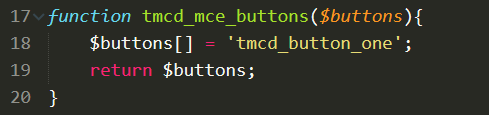 17 function tmcd_mce_buttons($buttons){
18     $buttons[] = 'tmcd_button_one';
19     return $buttons;
20 }